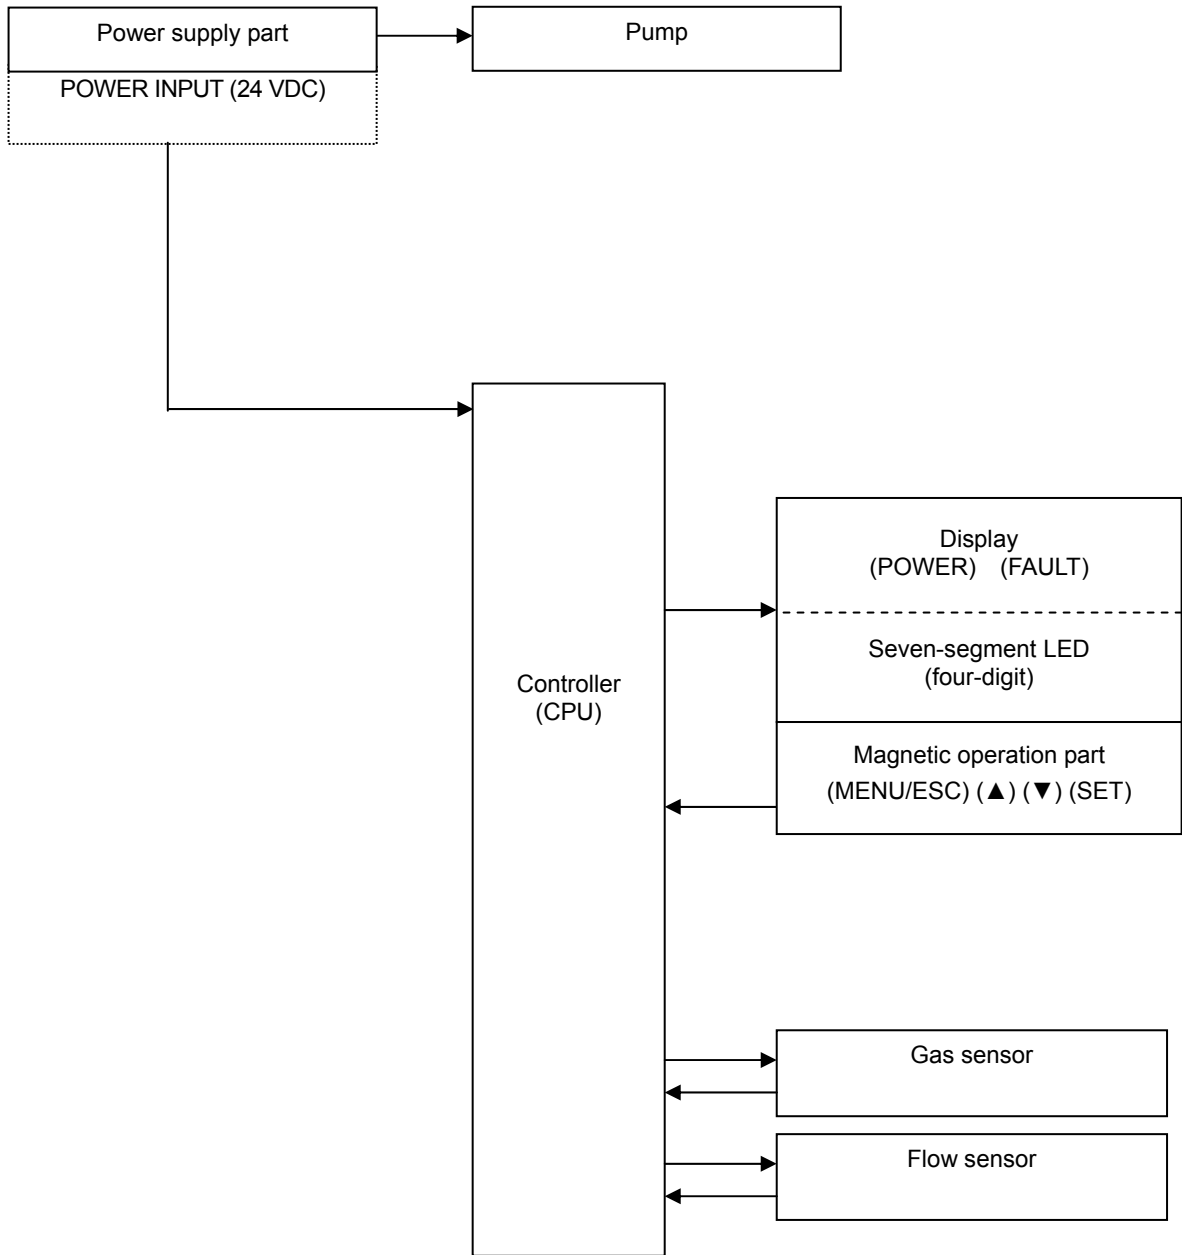 Power supply part
Pump
POWER INPUT (24 VDC)
Display
(POWER) (FAULT)
Seven-segment LED
(four-digit)
Controller
(CPU)
Magnetic operation part
(MENU/ESC) (▲) (▼) (SET)
Gas sensor
Flow sensor